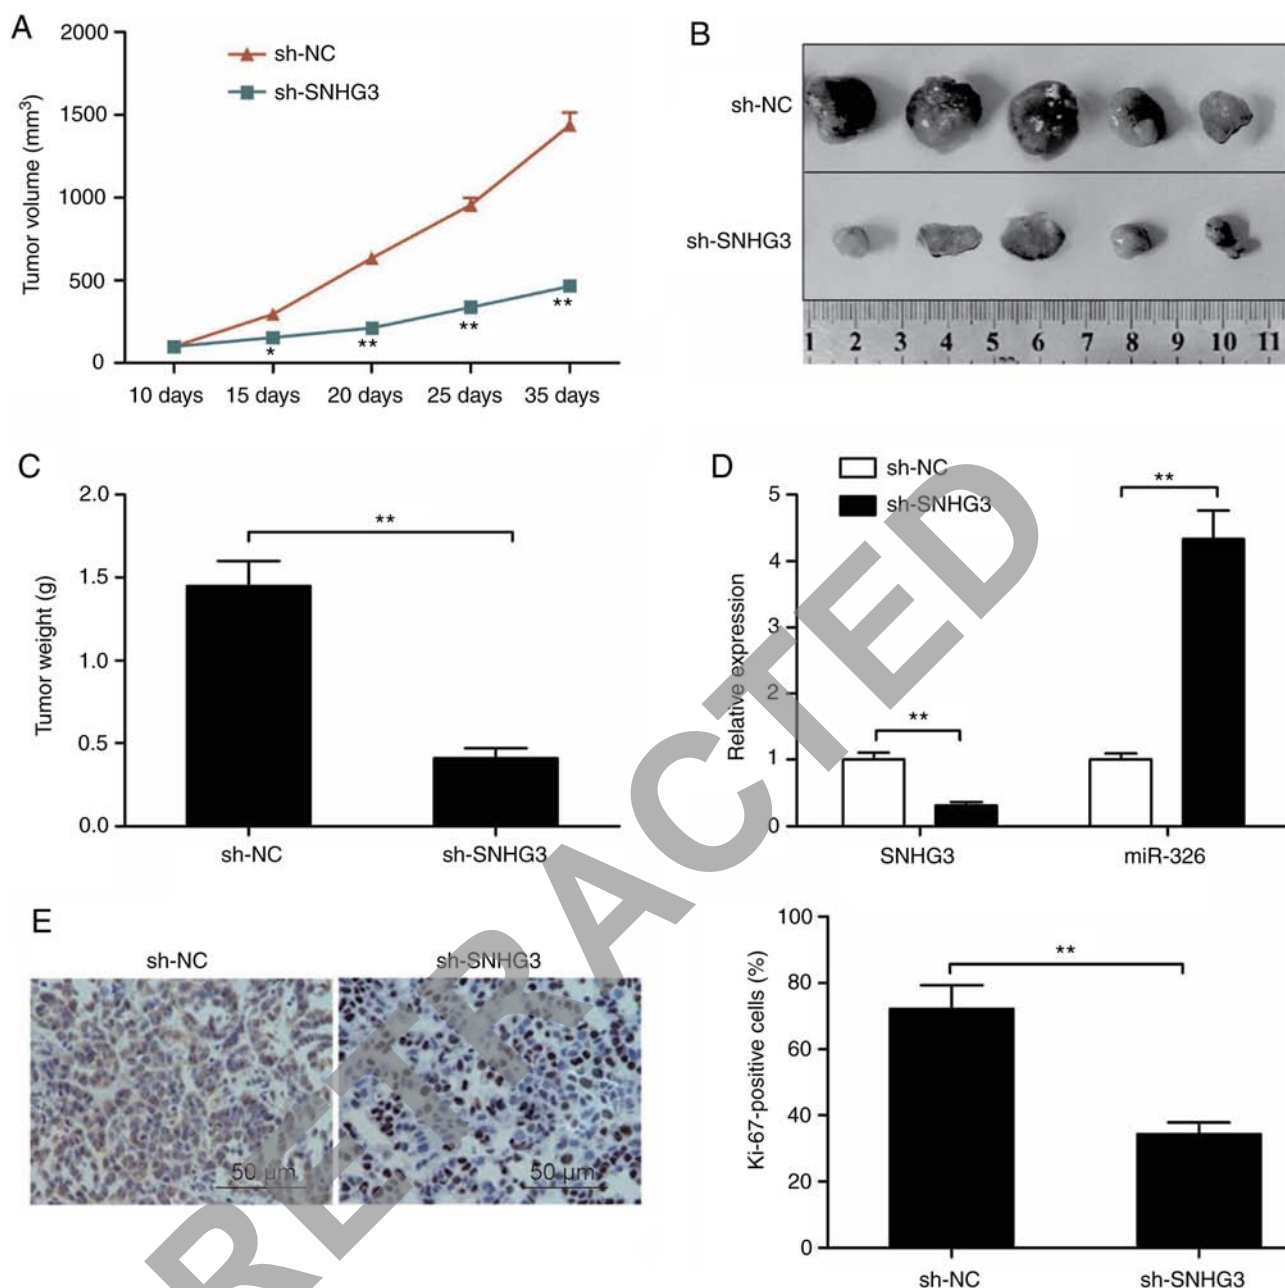 A
2000
1500
1000
500
0
Tumor volume (mm³)
sh-NC
sh-SNHG3
*
**
**
**
10 days 15 days 20 days 25 days 35 days
B
sh-NC
sh-SNHG3
1 2 3 4 5 6 7 8 9 10 11
C
2.0
1.5
1.0
0.5
0.0
Tumor weight (g)
**
sh-NC sh-SNHG3
D
sh-NC
sh-SNHG3
5
4
3
2
1
0
Relative expression
**
**
SNHG3 miR-326
E
sh-NC sh-SNHG3
50 µm 50 µm
100
80
60
40
20
0
Ki-67-positive cells (%)
**
sh-NC sh-SNHG3
RETRACTED